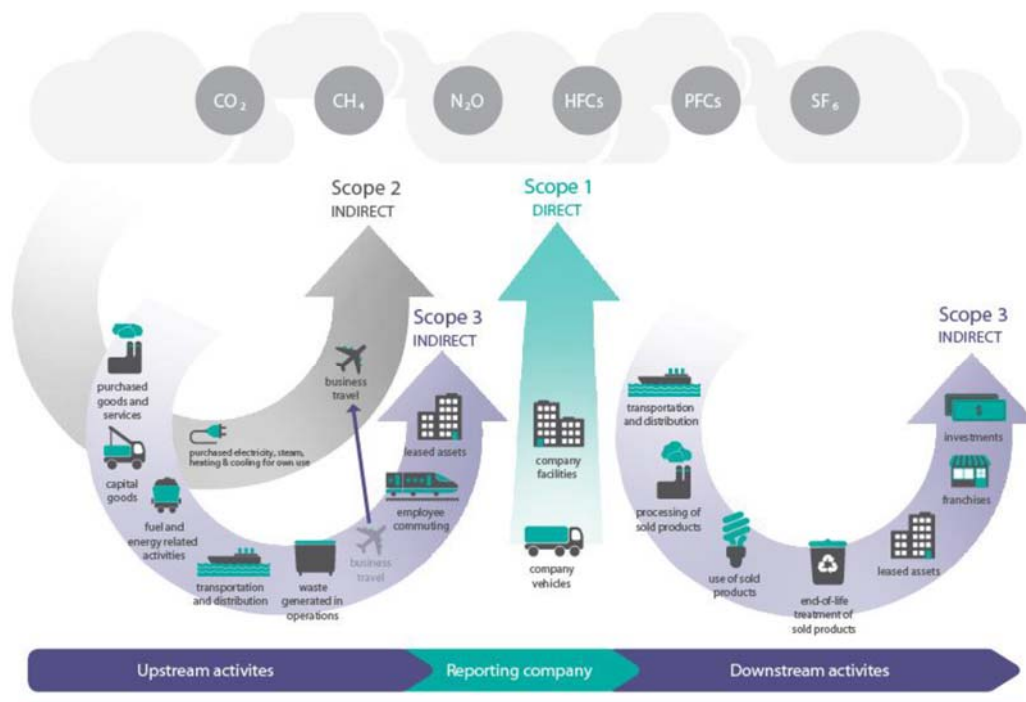 CO₂
CH₄
N₂O
HFCs
PFCs
SF₆
Scope 2
INDIRECT
Scope 1
DIRECT
Scope 3
INDIRECT
Scope 3
INDIRECT
purchased
goods and
services
capital
goods
fuel and
energy related
activities
purchased electricity, steam,
heating & cooling for own use
transportation
and distribution
waste
generated in
operations
business
travel
business
travel
employee
commuting
leased assets
company
facilities
company
vehicles
transportation
and distribution
processing of
sold products
use of sold
products
end-of-life
treatment of
sold products
leased assets
franchises
$
investments
Upstream activites
Reporting company
Downstream activites